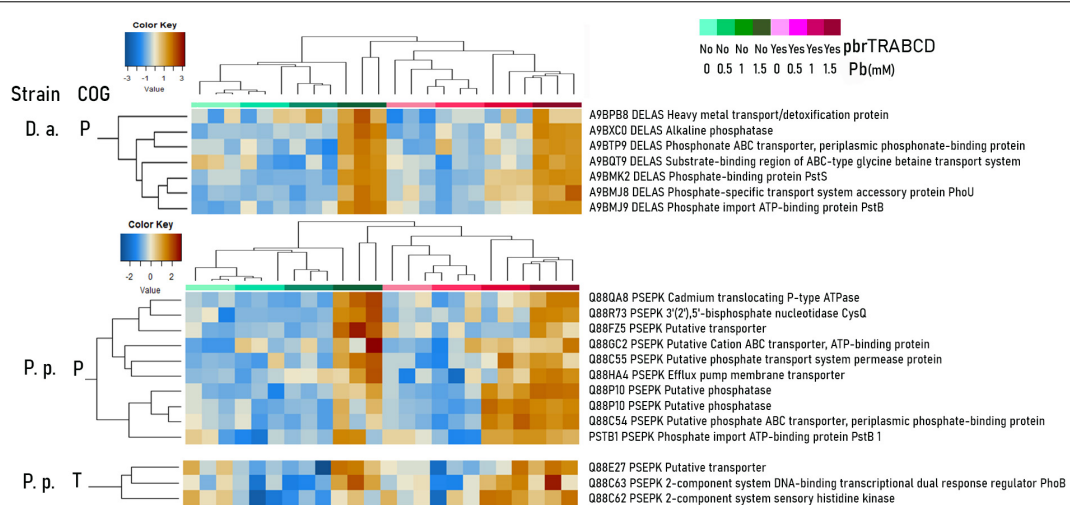 Color Key
-3 -1 1 3
Value
No No No No Yes Yes Yes Yes pbrTRABCD
0 0.5 1 1.5 0 0.5 1 1.5 Pb(mM)
Strain COG
D. a. P
A9BPB8 DELAS Heavy metal transport/detoxification protein
A9BXC0 DELAS Alkaline phosphatase
A9BTP9 DELAS Phosphonate ABC transporter, periplasmic phosphonate-binding protein
A9BQT9 DELAS Substrate-binding region of ABC-type glycine betaine transport system
A9BMK2 DELAS Phosphate-binding protein PstS
A9BMJ8 DELAS Phosphate-specific transport system accessory protein PhoU
A9BMJ9 DELAS Phosphate import ATP-binding protein PstB
Color Key
-2 0 2
Value
P. p. P
Q88QA8 PSEPK Cadmium translocating P-type ATPase
Q88R73 PSEPK 3'(2'),5'-bisphosphate nucleotidase CysQ
Q88FZ5 PSEPK Putative transporter
Q88GC2 PSEPK Putative Cation ABC transporter, ATP-binding protein
Q88C55 PSEPK Putative phosphate transport system permease protein
Q88HA4 PSEPK Efflux pump membrane transporter
Q88P10 PSEPK Putative phosphatase
Q88P10 PSEPK Putative phosphatase
Q88C54 PSEPK Putative phosphate ABC transporter, periplasmic phosphate-binding protein
PSTB1 PSEPK Phosphate import ATP-binding protein PstB 1
P. p. T
Q88E27 PSEPK Putative transporter
Q88C63 PSEPK 2-component system DNA-binding transcriptional dual response regulator PhoB
Q88C62 PSEPK 2-component system sensory histidine kinase